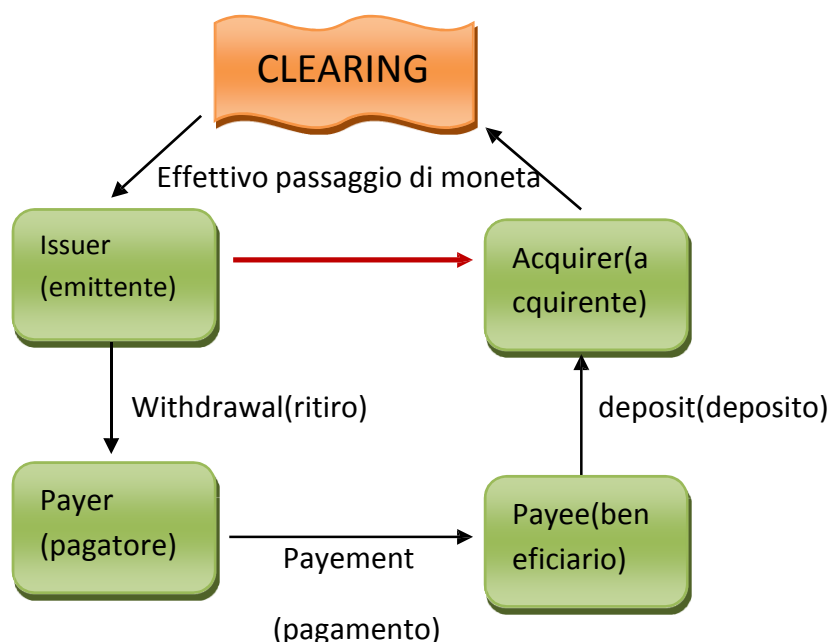 CLEARING
Effettivo passaggio di moneta
Issuer
(emittente)
Acquirer(a
cquirente)
Withdrawal(ritiro)
deposit(deposito)
Payer
(pagatore)
Payee(ben
eficiario)
Payement
(pagamento)